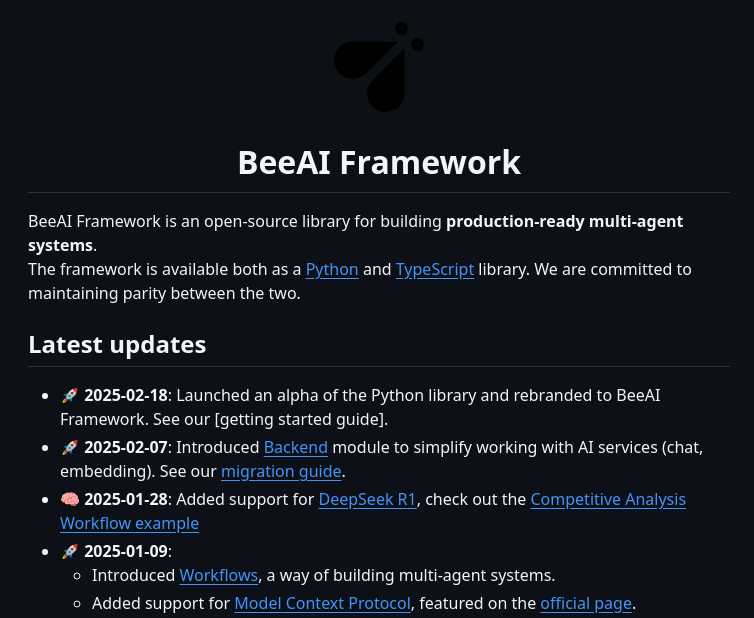 BeeAI Framework
BeeAI Framework is an open-source library for building production-ready multi-agent
systems.
The framework is available both as a Python and TypeScript library. We are committed to
maintaining parity between the two.
Latest updates
• 🚀 2025-02-18: Launched an alpha of the Python library and rebranded to BeeAI
Framework. See our [getting started guide].
• 🚀 2025-02-07: Introduced Backend module to simplify working with AI services (chat,
embedding). See our migration guide.
• 🧠 2025-01-28: Added support for DeepSeek R1, check out the Competitive Analysis
Workflow example
• 🚀 2025-01-09:
◦ Introduced Workflows, a way of building multi-agent systems.
◦ Added support for Model Context Protocol, featured on the official page.